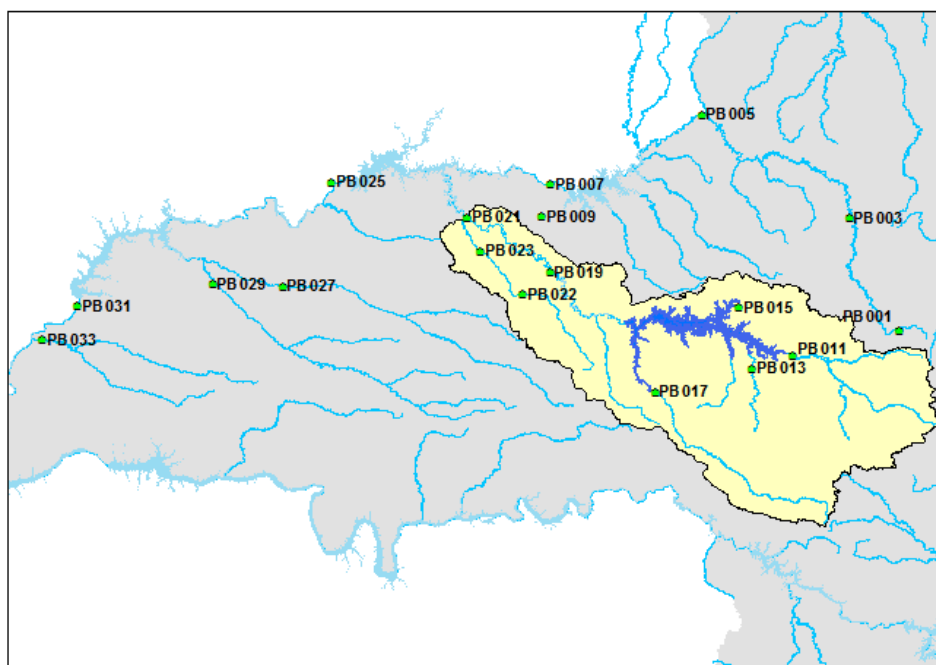 PB 005
PB 025
PB 007
PB 021
PB 009
PB 003
PB 023
PB 019
PB 029
PB 027
PB 022
PB 031
PB 015
PB 001
PB 033
PB 011
PB 013
PB 017